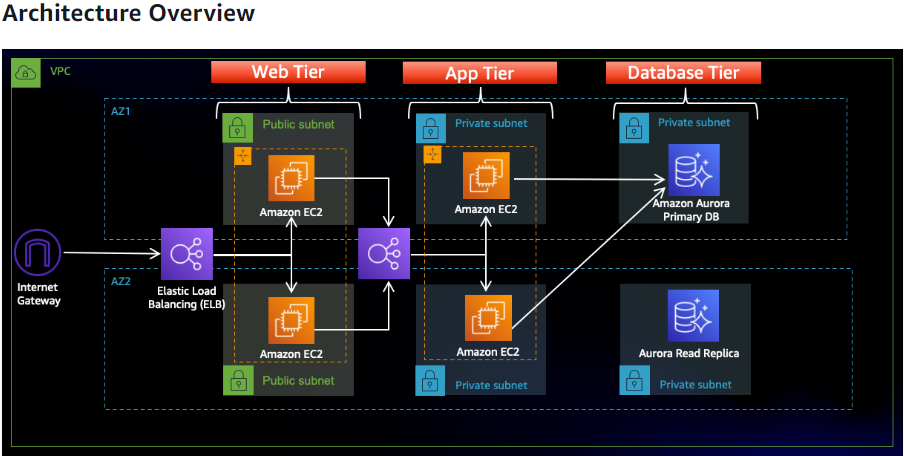 Architecture Overview
VPC
Web Tier
App Tier
Database Tier
AZ1
Public subnet
Private subnet
Private subnet
Amazon EC2
Amazon EC2
Amazon Aurora
Primary DB
Internet
Gateway
Elastic Load
Balancing (ELB)
AZ2
Amazon EC2
Amazon EC2
Aurora Read Replica
Public subnet
Private subnet
Private subnet